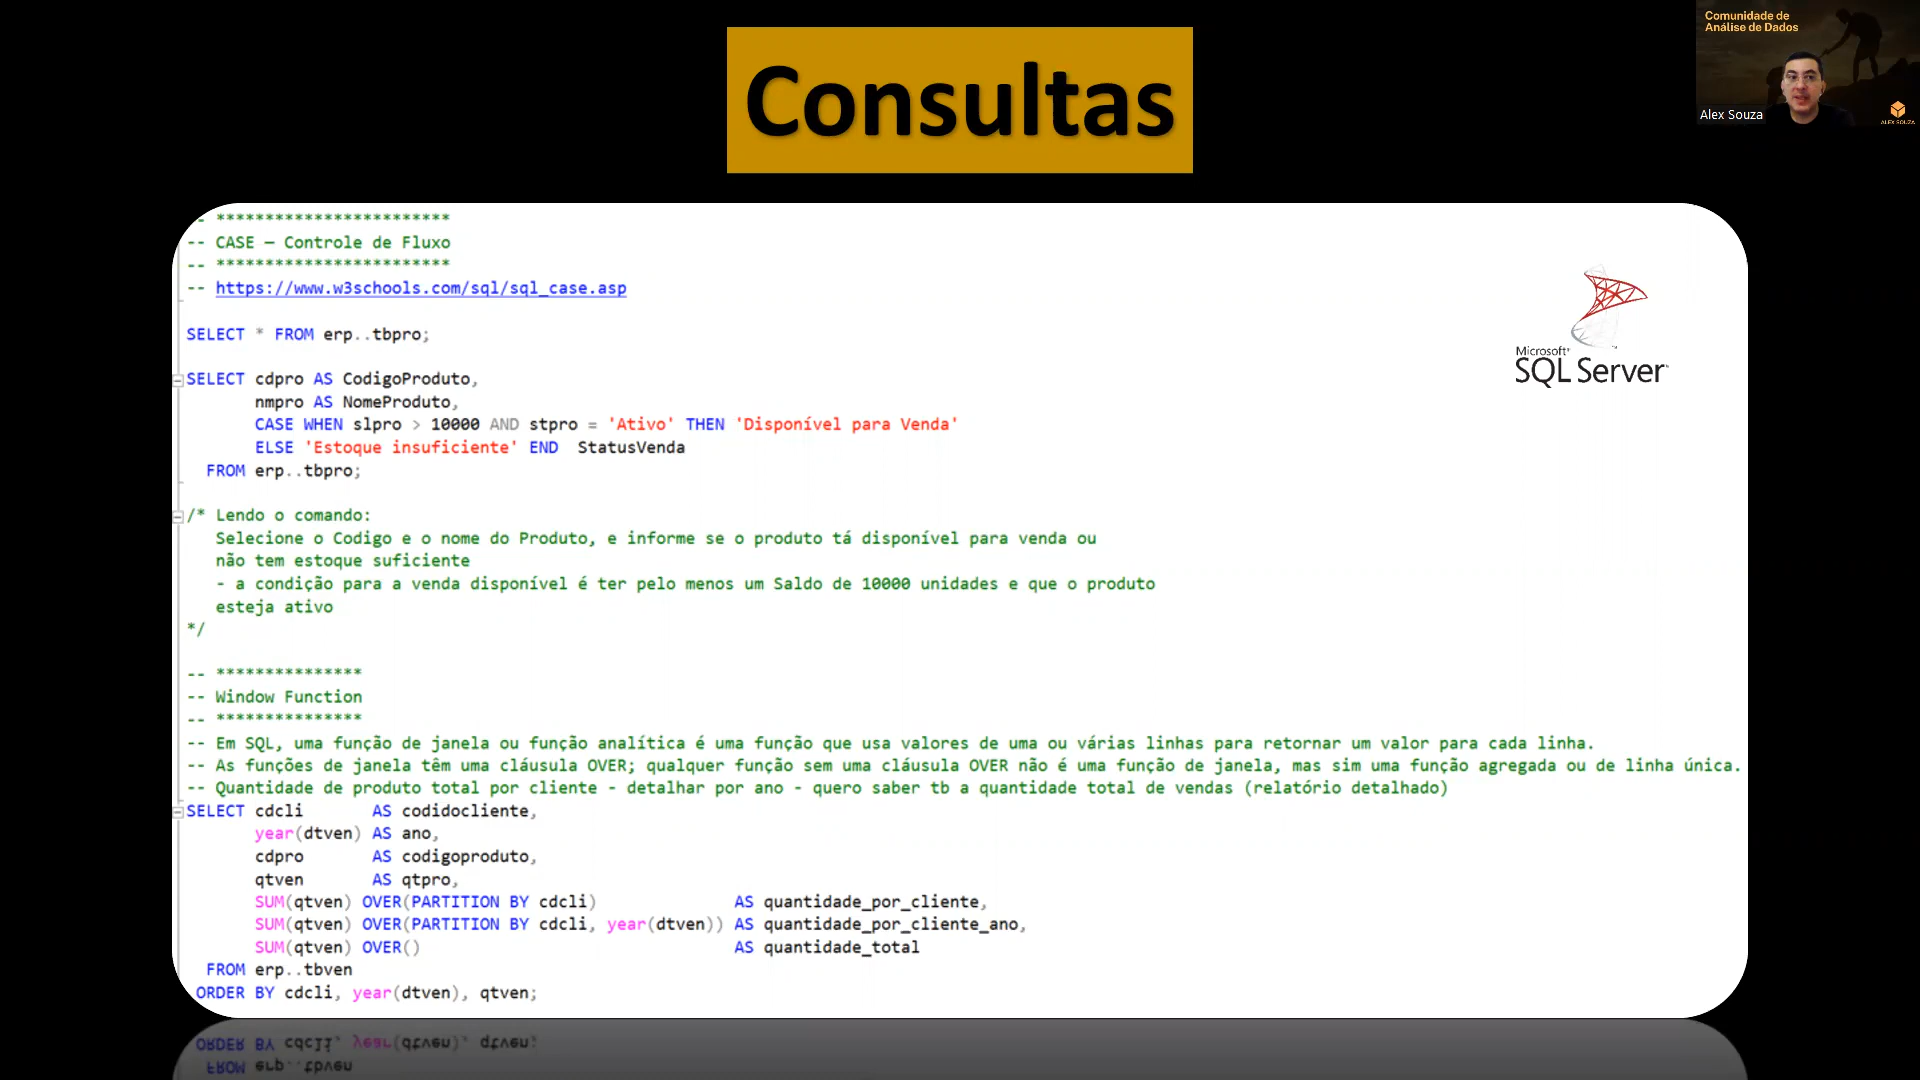 Consultas
Comunidade de
Análise de Dados
Alex Souza
ALEX SOUZA
- ************************
-- CASE – Controle de Fluxo
-- ************************
-- https://www.w3schools.com/sql/sql_case.asp
SELECT * FROM erp..tbpro;
SELECT cdpro AS CodigoProduto,
nmpro AS NomeProduto,
CASE WHEN slpro > 10000 AND stpro = 'Ativo' THEN 'Disponível para Venda'
ELSE 'Estoque insuficiente' END  StatusVenda
FROM erp..tbpro;
/* Lendo o comando:
Selecione o Codigo e o nome do Produto, e informe se o produto tá disponível para venda ou
não tem estoque suficiente
- a condição para a venda disponível é ter pelo menos um Saldo de 10000 unidades e que o produto
esteja ativo
*/
-- ***************
-- Window Function
-- ***************
-- Em SQL, uma função de janela ou função analítica é uma função que usa valores de uma ou várias linhas para retornar um valor para cada linha.
-- As funções de janela têm uma cláusula OVER; qualquer função sem uma cláusula OVER não é uma função de janela, mas sim uma função agregada ou de linha única.
-- Quantidade de produto total por cliente - detalhar por ano - quero saber tb a quantidade total de vendas (relatório detalhado)
SELECT cdcli AS codidocliente,
year(dtven) AS ano,
cdpro AS codigoproduto,
qtven AS qtpro,
SUM(qtven) OVER(PARTITION BY cdcli) AS quantidade_por_cliente,
SUM(qtven) OVER(PARTITION BY cdcli, year(dtven)) AS quantidade_por_cliente_ano,
SUM(qtven) OVER() AS quantidade_total
FROM erp..tbven
ORDER BY cdcli, year(dtven), qtven;
Microsoft®
SQL Server